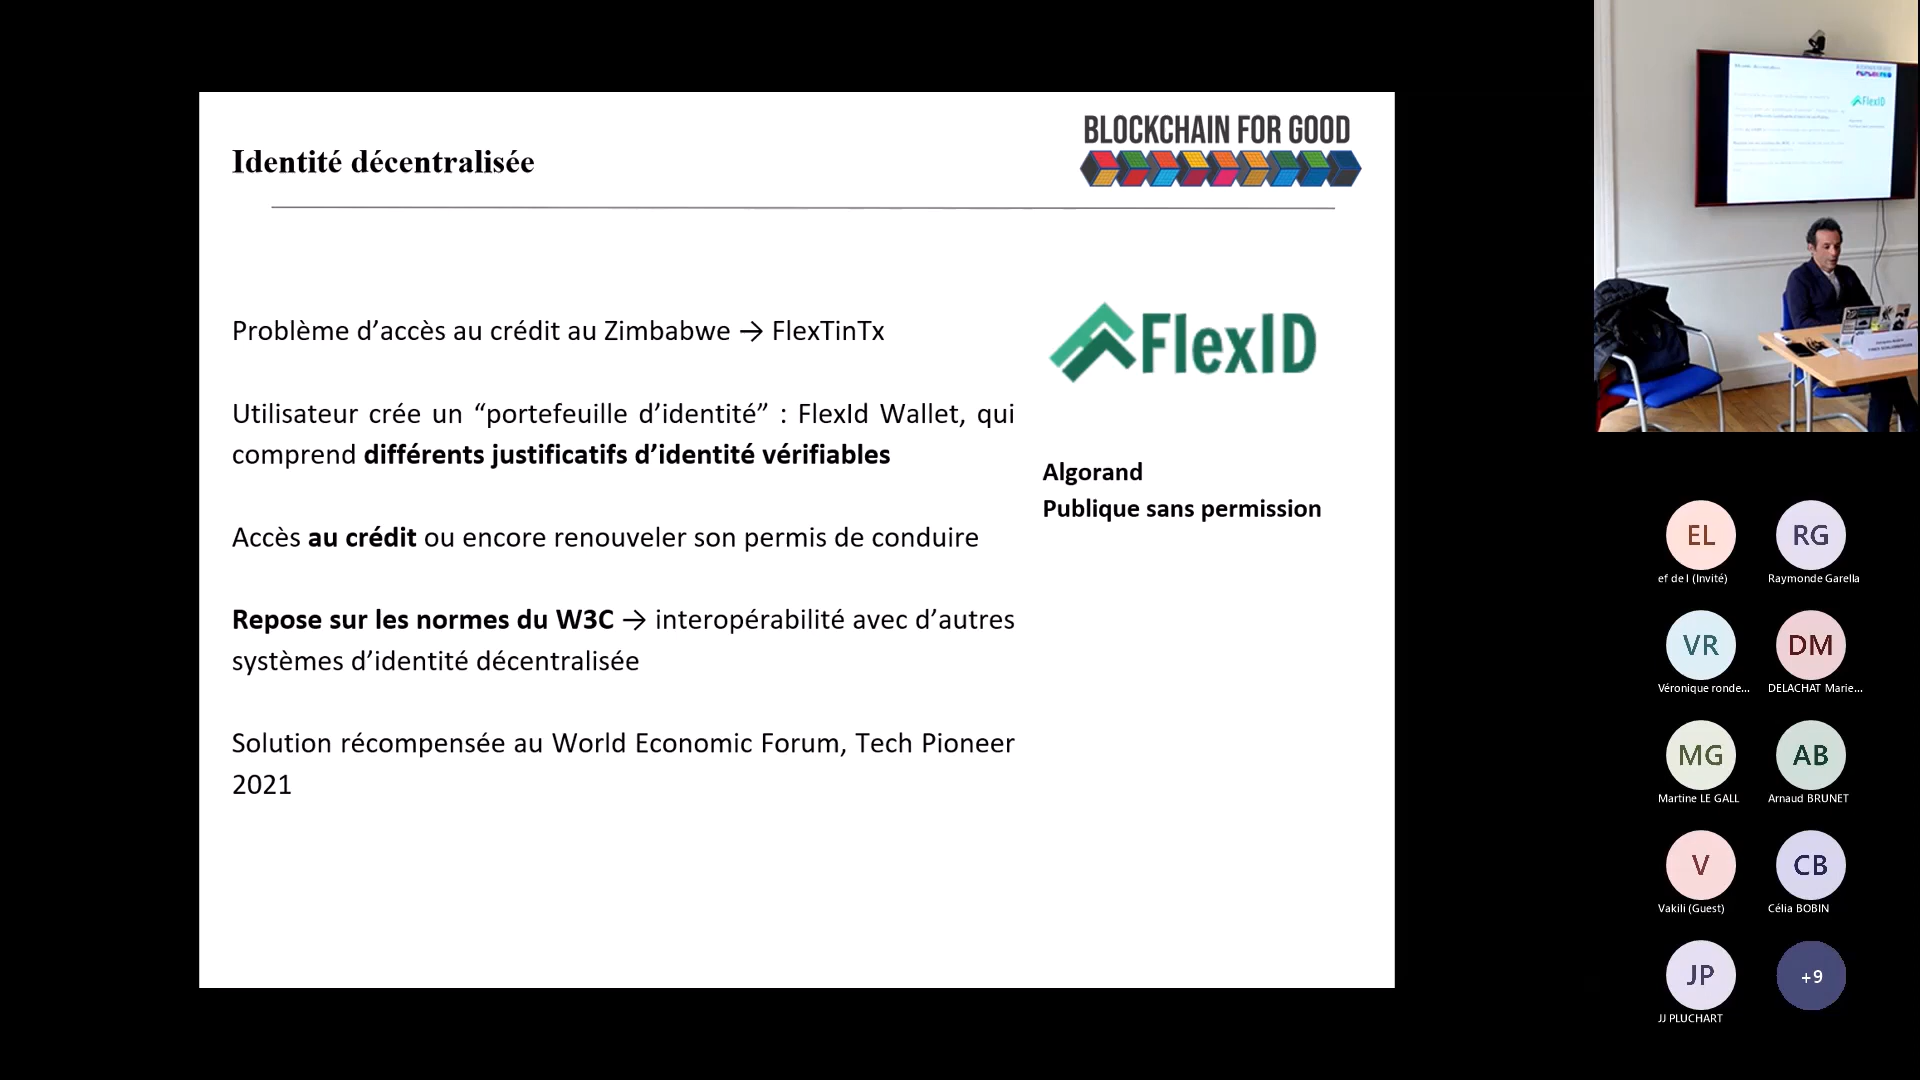 BLOCKCHAIN FOR GOOD
Identité décentralisée
Problème d’accès au crédit au Zimbabwe → FlexTinTx
Utilisateur crée un “portefeuille d’identité” : FlexId Wallet, qui
comprend différents justificatifs d’identité vérifiables
Accès au crédit ou encore renouveler son permis de conduire
Repose sur les normes du W3C → interopérabilité avec d’autres
systèmes d’identité décentralisée
Solution récompensée au World Economic Forum, Tech Pioneer
2021
FlexID
Algorand
Publique sans permission
FlexID
EL
ef de l (Invité)
RG
Raymonde Garella
VR
Véronique ronde...
DM
DELACHAT Marie...
MG
Martine LE GALL
AB
Arnaud BRUNET
V
Vakili (Guest)
CB
Célia BOBIN
JP
JJ PLUCHART
+9